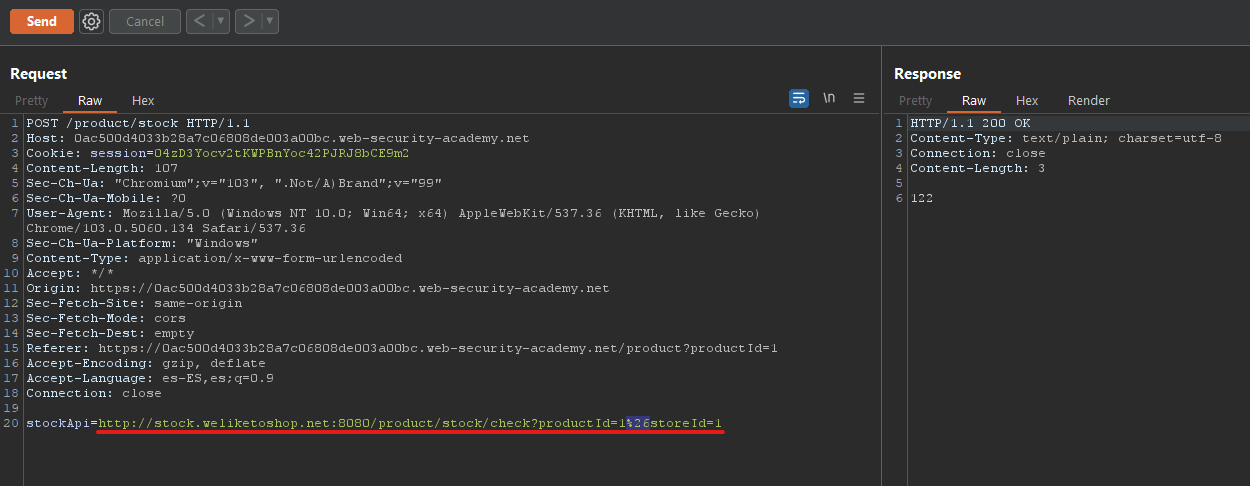 Send Cancel < ▼ > ▼
Request
Pretty Raw Hex \n
1 POST /product/stock HTTP/1.1
2 Host: 0ac500d4033b28a7c06808de003a00bc.web-security-academy.net
3 Cookie: session=O4zD3Yocv2tKWPBnYoc42PJRJ8bCE9m2
4 Content-Length: 107
5 Sec-Ch-Ua: "Chromium";v="103", ".Not/A)Brand";v="99"
6 Sec-Ch-Ua-Mobile: ?0
7 User-Agent: Mozilla/5.0 (Windows NT 10.0; Win64; x64) AppleWebKit/537.36 (KHTML, like Gecko)
Chrome/103.0.5060.134 Safari/537.36
8 Sec-Ch-Ua-Platform: "Windows"
9 Content-Type: application/x-www-form-urlencoded
10 Accept: */*
11 Origin: https://0ac500d4033b28a7c06808de003a00bc.web-security-academy.net
12 Sec-Fetch-Site: same-origin
13 Sec-Fetch-Mode: cors
14 Sec-Fetch-Dest: empty
15 Referer: https://0ac500d4033b28a7c06808de003a00bc.web-security-academy.net/product?productId=1
16 Accept-Encoding: gzip, deflate
17 Accept-Language: es-ES,es;q=0.9
18 Connection: close
19
20 stockApi=http://stock.weliketoshop.net:8080/product/stock/check?productId=1%26storeId=1
Response
Pretty Raw Hex Render
1 HTTP/1.1 200 OK
2 Content-Type: text/plain; charset=utf-8
3 Connection: close
4 Content-Length: 3
5
6 122